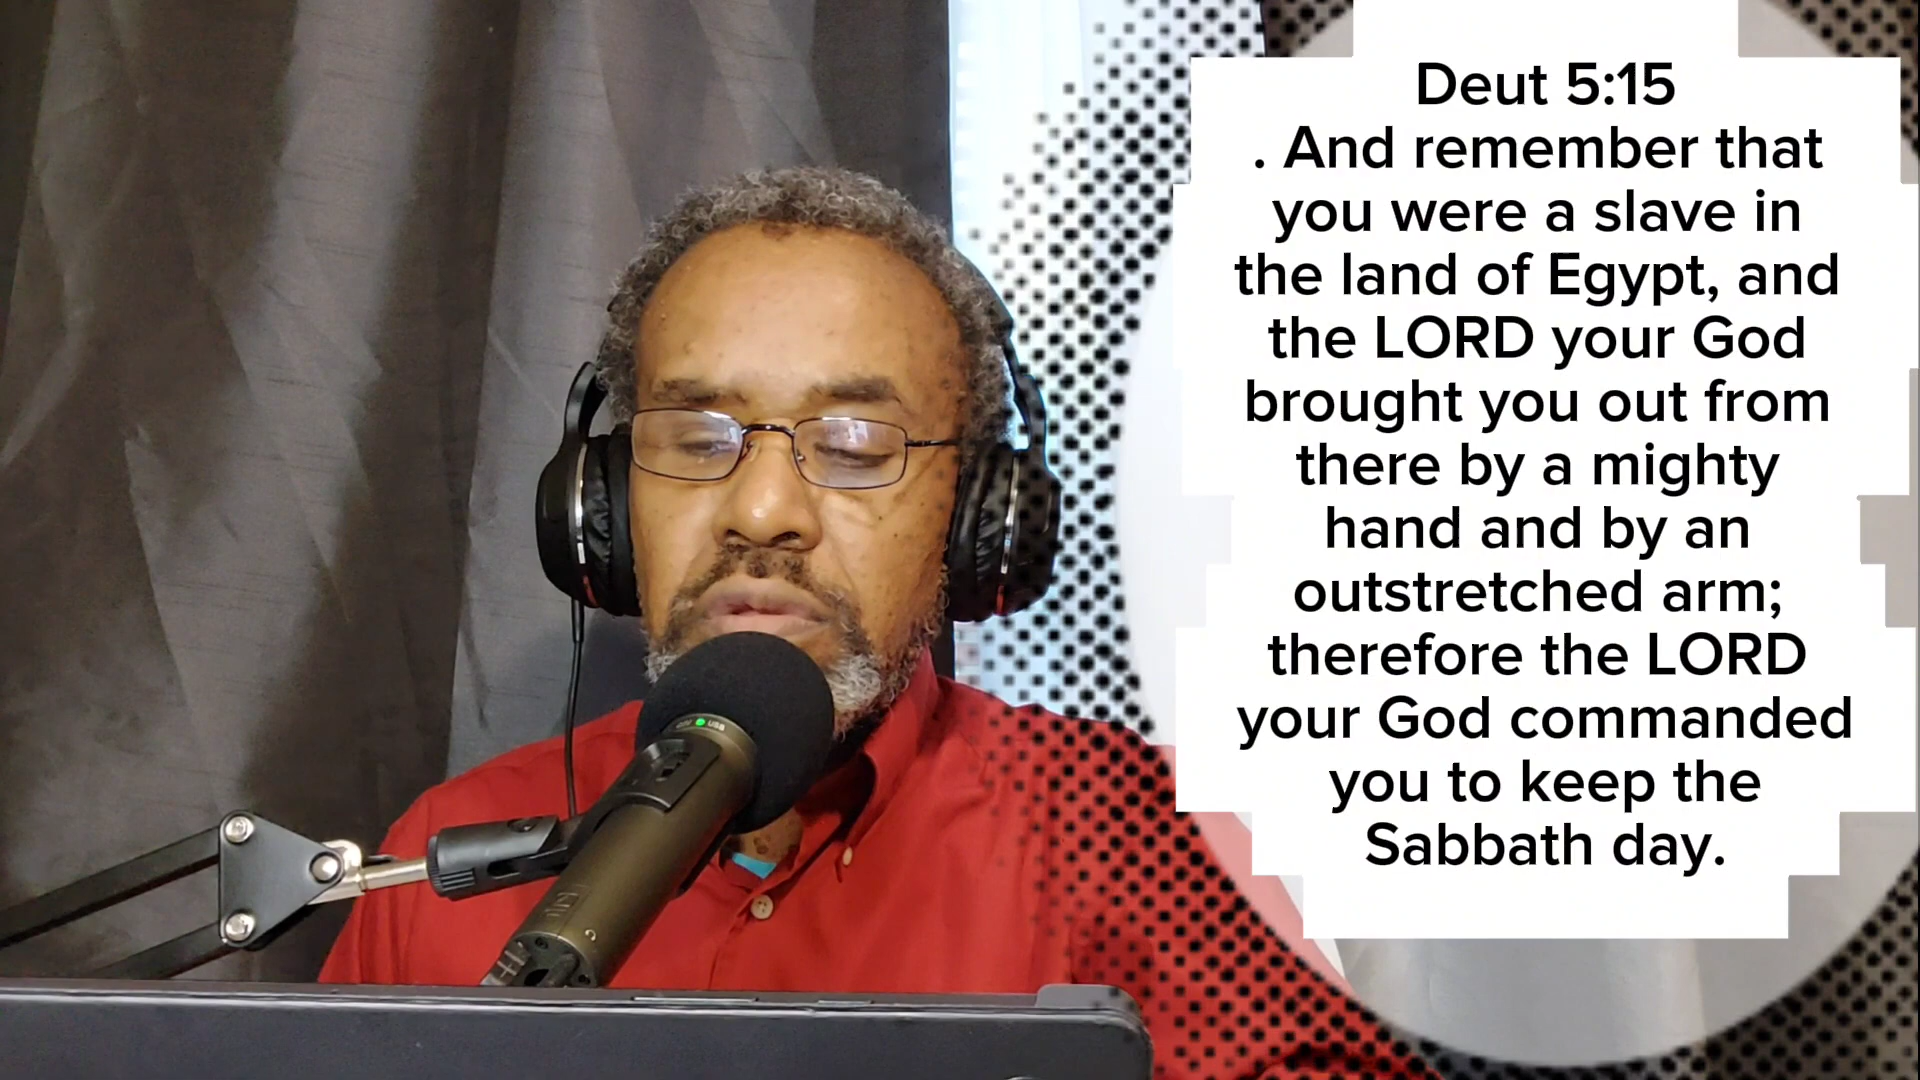 Deut 5:15
. And remember that
you were a slave in
the land of Egypt, and
the LORD your God
brought you out from
there by a mighty
hand and by an
outstretched arm;
therefore the LORD
your God commanded
you to keep the
Sabbath day.
USB